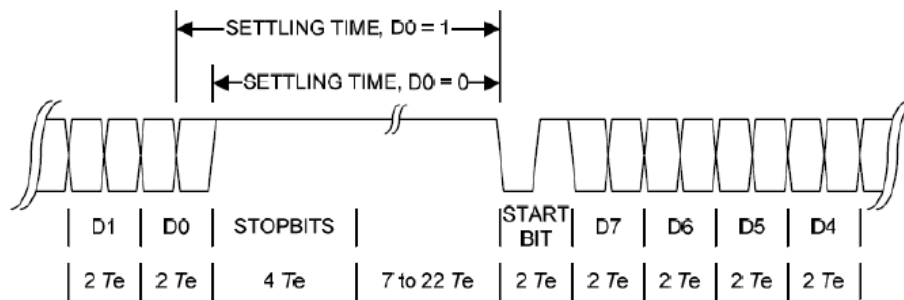 SETTLING TIME, D0 = 1
SETTLING TIME, D0 = 0
D1 D0 STOPBITS START BIT D7 D6 D5 D4
2 Te 2 Te 4 Te 7 to 22 Te 2 Te 2 Te 2 Te 2 Te 2 Te